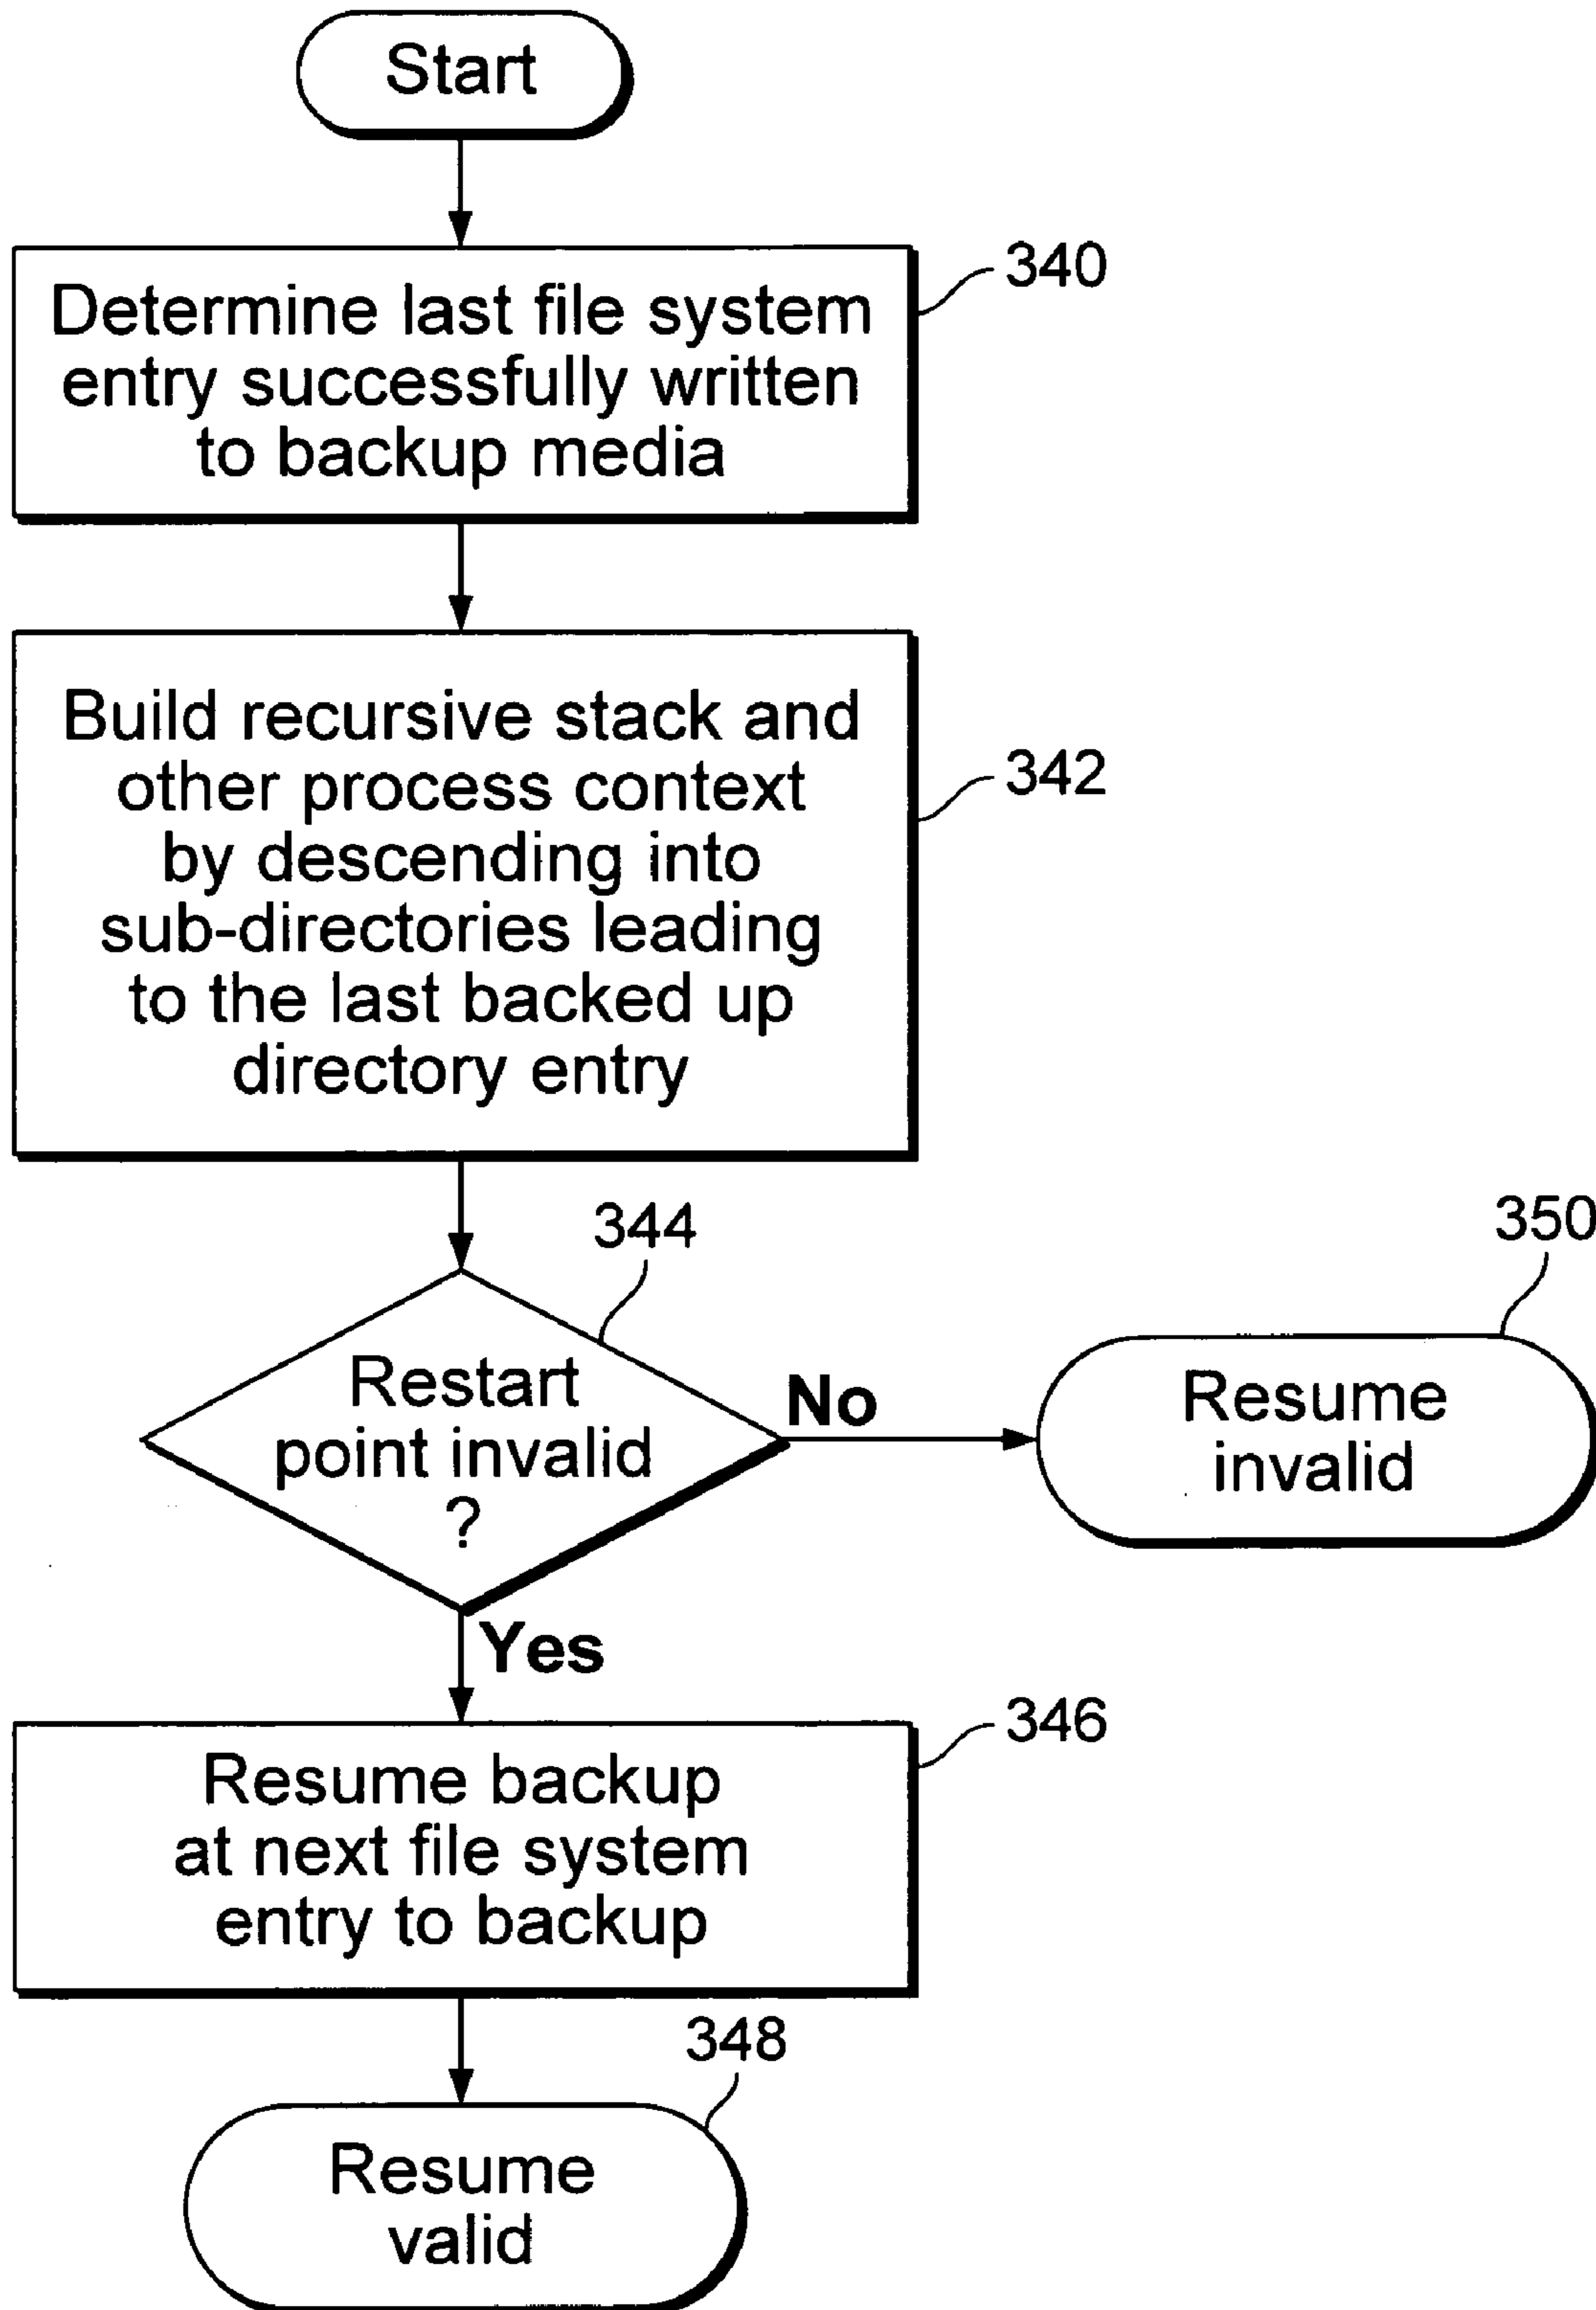 Start
340
Determine last file system
entry successfully written
to backup media
342
Build recursive stack and
other process context
by descending into
sub-directories leading
to the last backed up
directory entry
344
Restart
point invalid
?
No
350
Resume
invalid
Yes
346
Resume backup
at next file system
entry to backup
348
Resume
valid